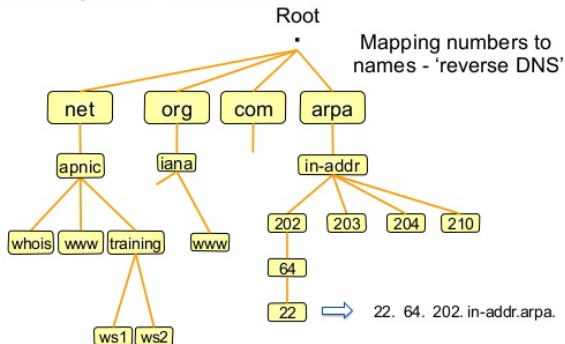 Root
.
Mapping numbers to
names - ‘reverse DNS’
net
org
com
arpa
apnic
iana
in-addr
whois
www
training
www
202
203
204
210
64
22
22. 64. 202. in-addr.arpa.
ws1
ws2